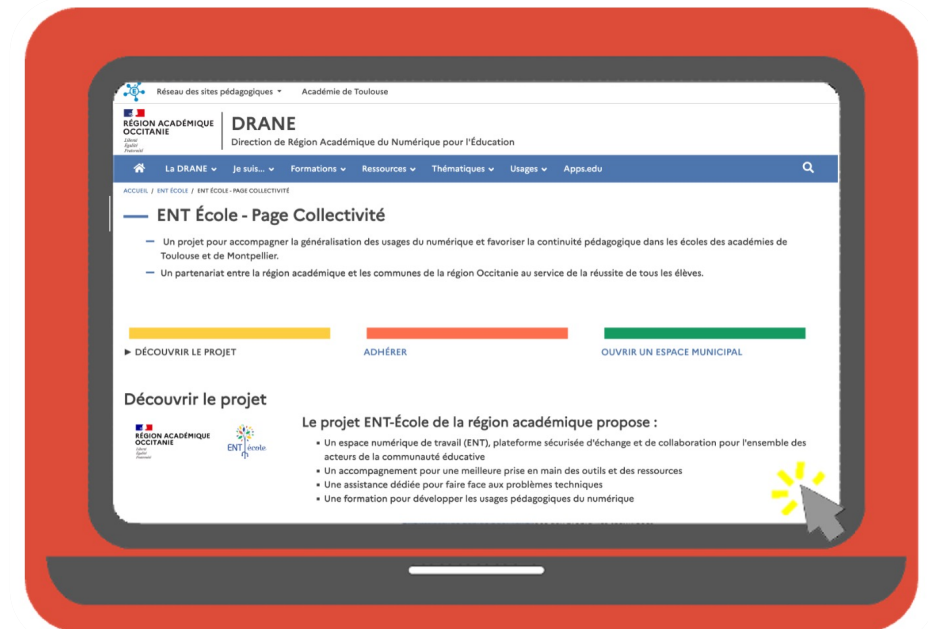 Réseau des sites pédagogiques Académie de Toulouse
RÉGION ACADÉMIQUE
OCCITANIE
Liberté
Égalité
Fraternité
DRANE
Direction de Région Académique du Numérique pour l'Éducation
La DRANE Je suis... Formations Ressources Thématiques Usages Apps.edu
ACCUEIL / ENT ÉCOLE / ENT ÉCOLE - PAGE COLLECTIVITÉ
ENT École - Page Collectivité
Un projet pour accompagner la généralisation des usages du numérique et favoriser la continuité pédagogique dans les écoles des académies de
Toulouse et de Montpellier.
Un partenariat entre la région académique et les communes de la région Occitanie au service de la réussite de tous les élèves.
DÉCOUVRIR LE PROJET ADHÉRER OUVRIR UN ESPACE MUNICIPAL
Découvrir le projet
RÉGION ACADÉMIQUE
OCCITANIE
ENT école
Le projet ENT-École de la région académique propose :
• Un espace numérique de travail (ENT), plateforme sécurisée d'échange et de collaboration pour l'ensemble des
acteurs de la communauté éducative
• Un accompagnement pour une meilleure prise en main des outils et des ressources
• Une assistance dédiée pour faire face aux problèmes techniques
• Une formation pour développer les usages pédagogiques du numérique